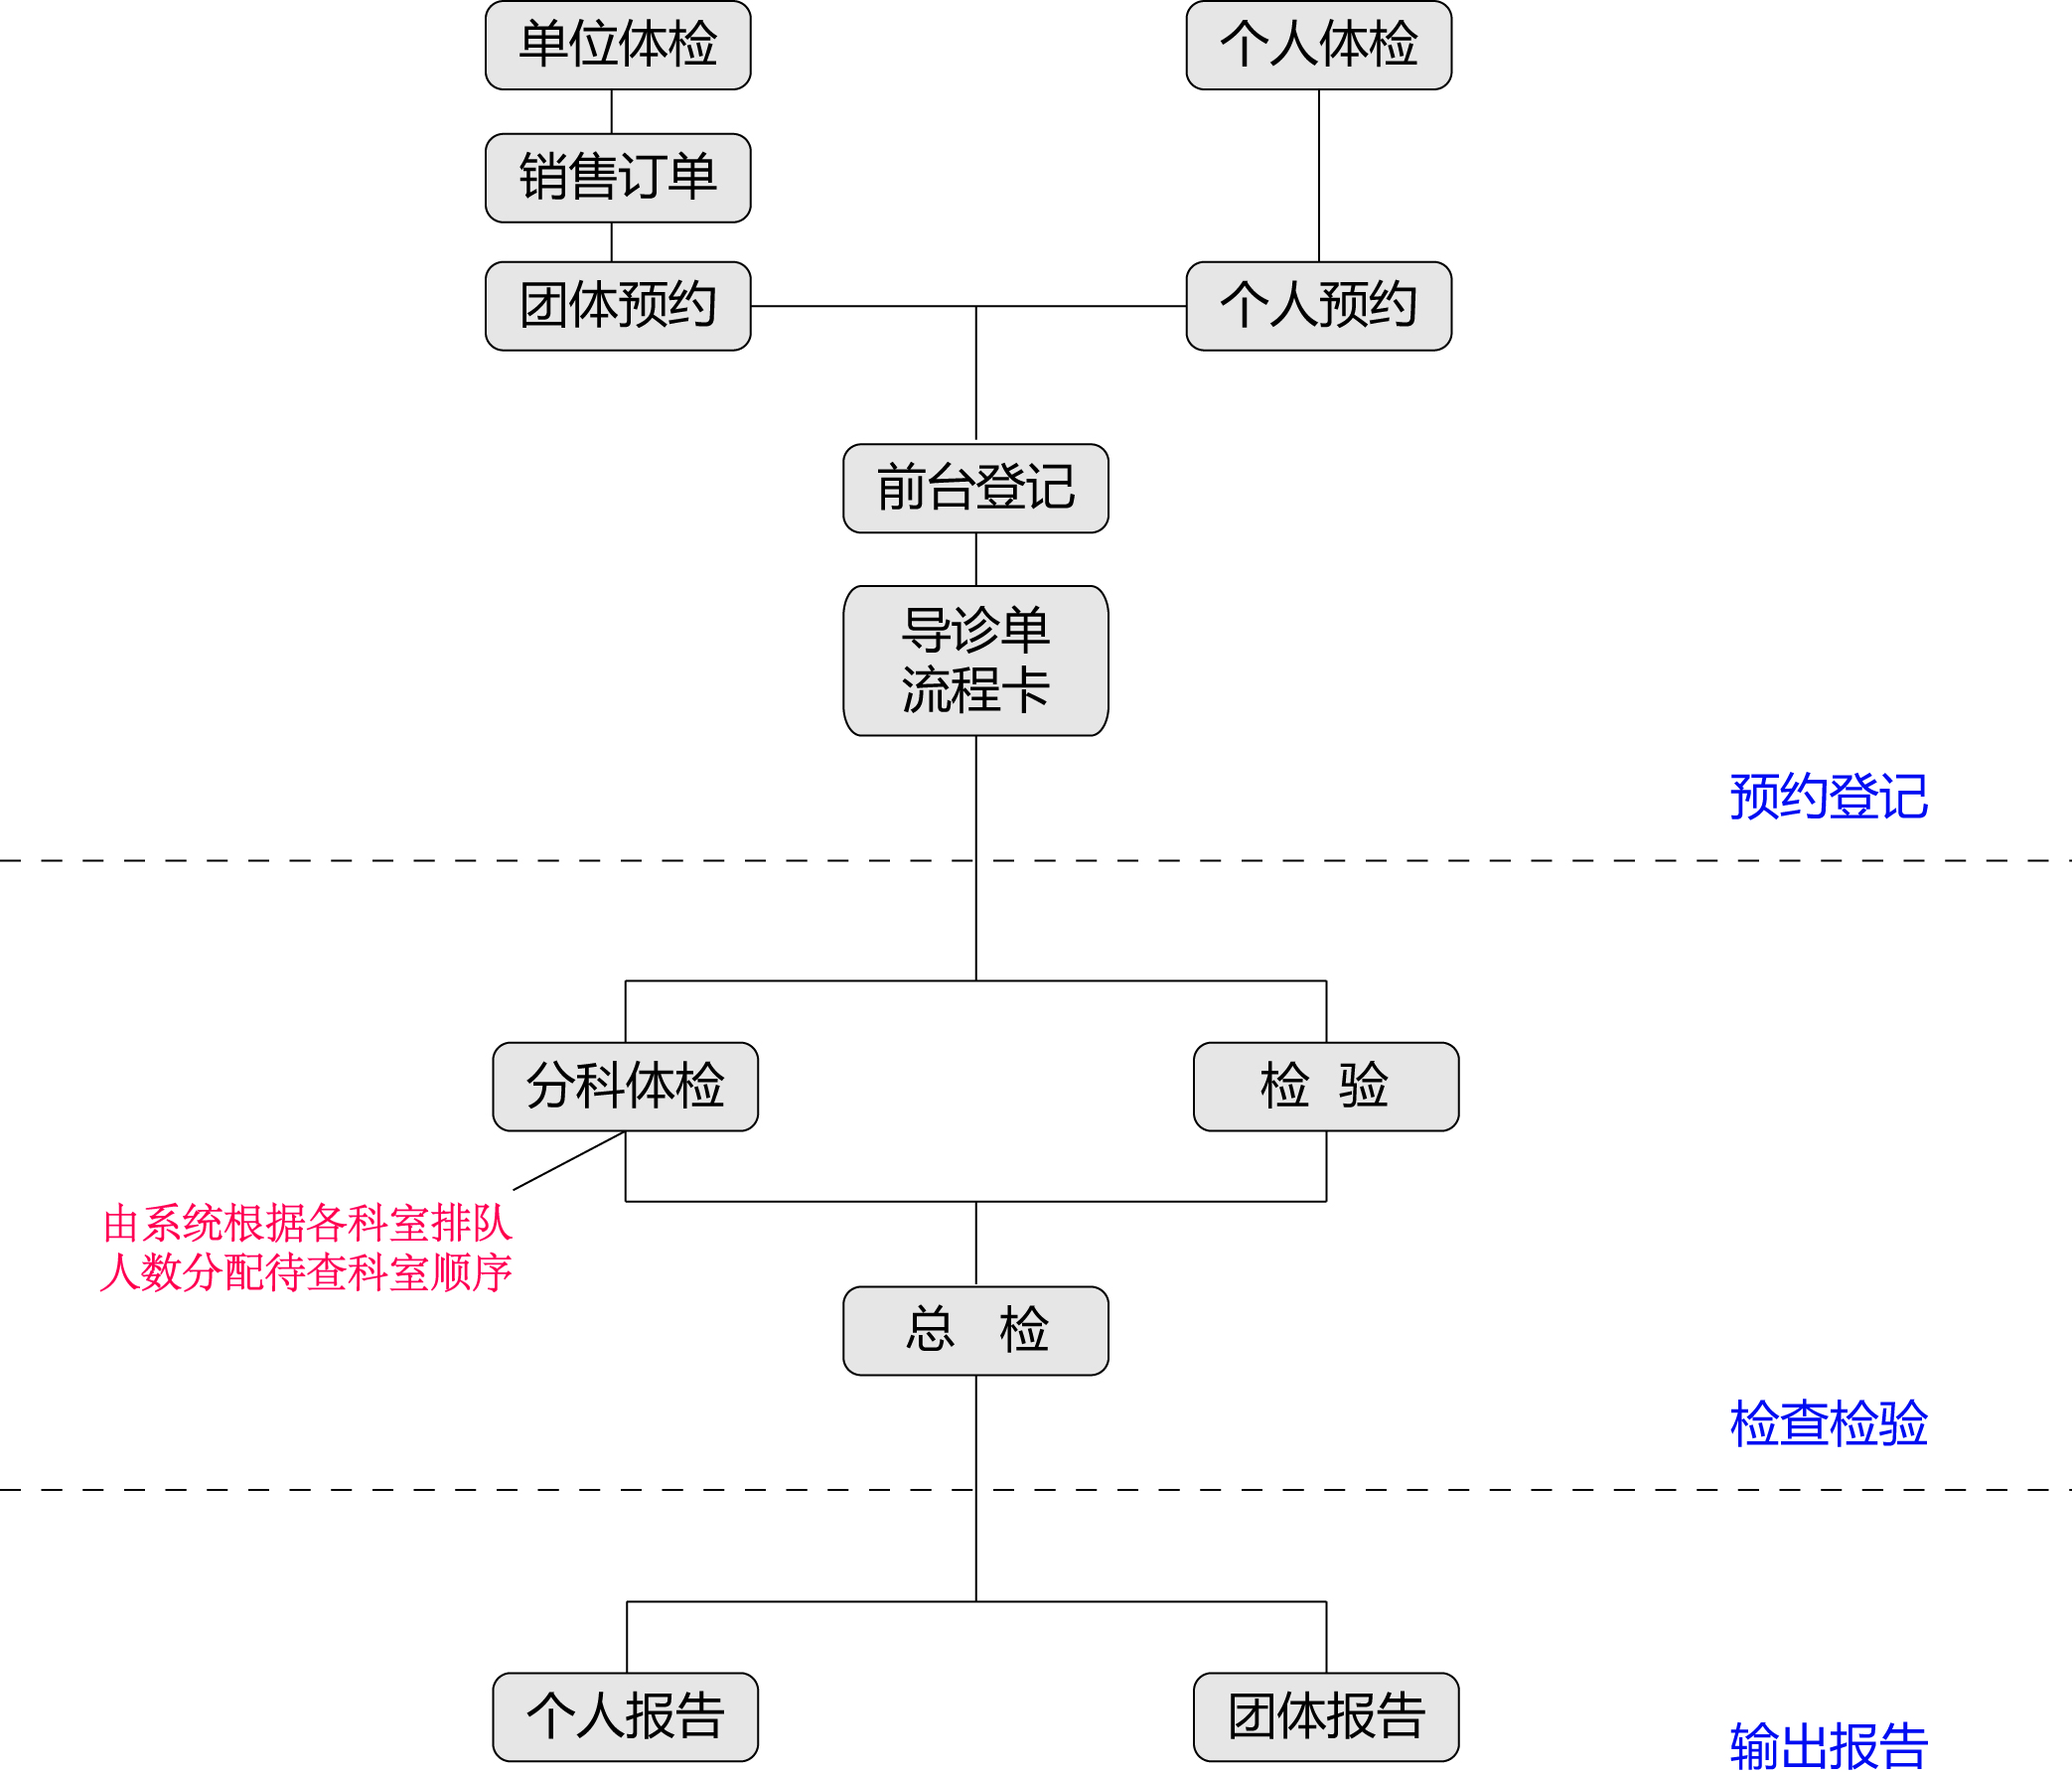 单位体检
个人体检
销售订单
团体预约
个人预约
前台登记
导诊单
流程卡
预约登记
分科体检
检 验
由系统根据各科室排队
人数分配待查科室顺序
总 检
检查检验
个人报告
团体报告
输出报告